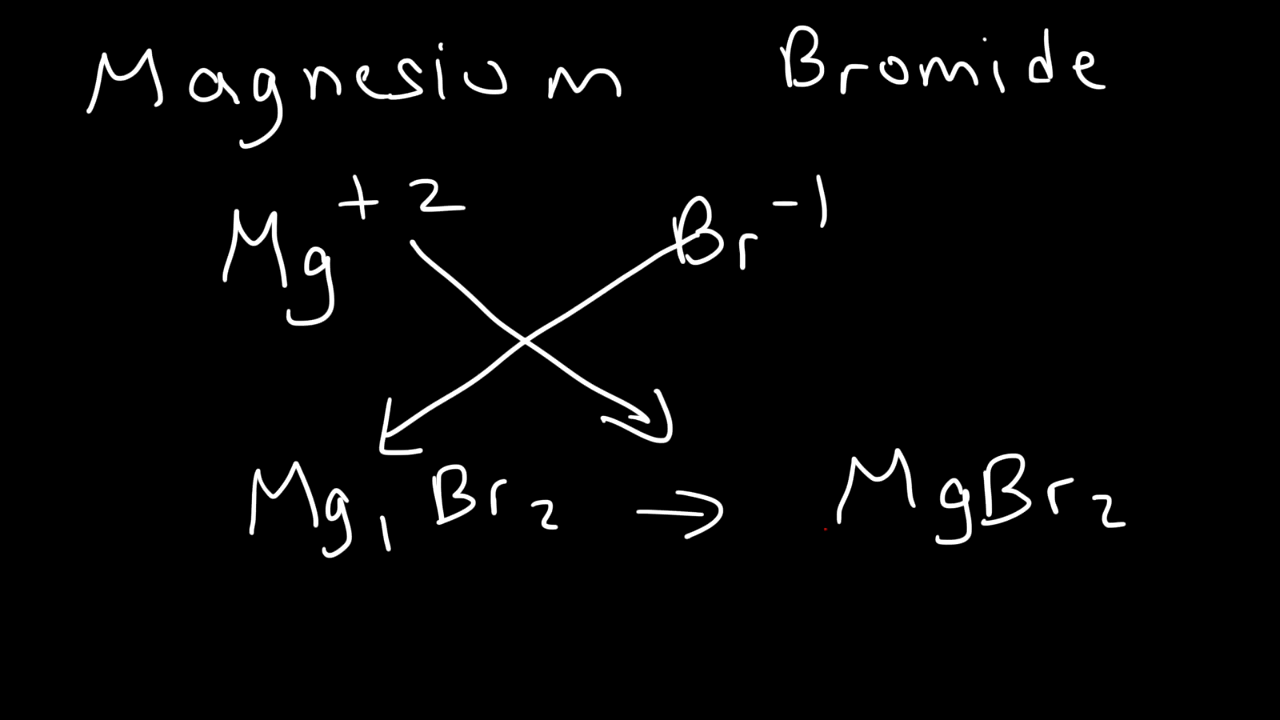 Magnesium Bromide
Mg⁺² Br⁻¹
Mg₁Br₂ → MgBr₂